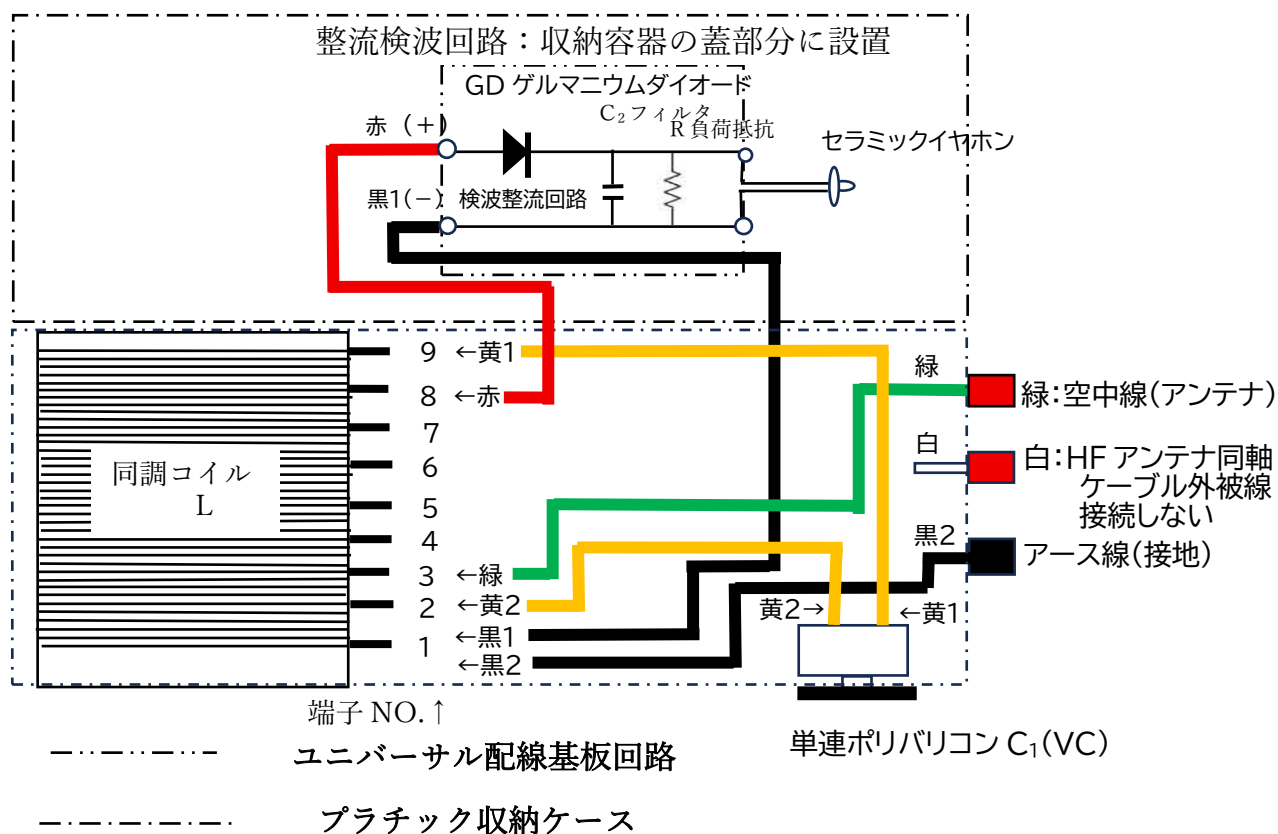 整流検波回路：収納容器の蓋部分に設置
GD ゲルマニウムダイオード
C₂フィルタ
R 負荷抵抗
赤 (+)
セラミックイヤホン
黒1(−)
検波整流回路
9 ←黄1
緑
8 ←赤
緑:空中線(アンテナ)
7
白
白:HF アンテナ同軸
ケーブル外被線
接続しない
6
同調コイル
L
5
4
黒2
アース線(接地)
3 ←緑
2 ←黄2
黄2→
←黄1
1 ←黒1
←黒2
端子 NO.↑
単連ポリバリコン C₁(VC)
ユニバーサル配線基板回路
プラチック収納ケース